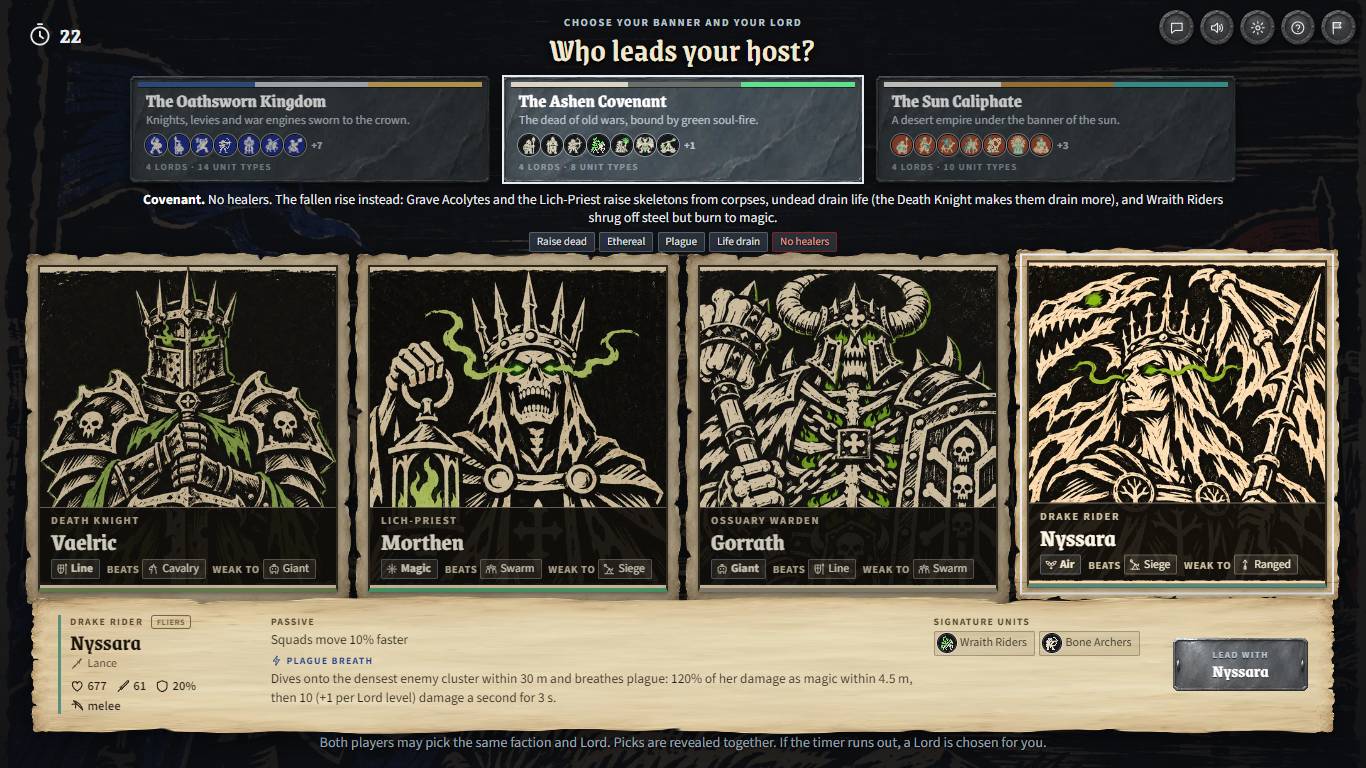 22
CHOOSE YOUR BANNER AND YOUR LORD
Who leads your host?
The Oathsworn Kingdom
Knights, levies and war engines sworn to the crown.
+7
4 LORDS · 14 UNIT TYPES
The Ashen Covenant
The dead of old wars, bound by green soul-fire.
+1
4 LORDS · 8 UNIT TYPES
The Sun Caliphate
A desert empire under the banner of the sun.
+3
4 LORDS · 10 UNIT TYPES
Covenant. No healers. The fallen rise instead: Grave Acolytes and the Lich-Priest raise skeletons from corpses, undead drain life (the Death Knight makes them drain more), and Wraith Riders
shrug off steel but burn to magic.
Raise dead Ethereal Plague Life drain No healers
DEATH KNIGHT
Vaelric
Line BEATS Cavalry WEAK TO Giant
LICH-PRIEST
Morthen
Magic BEATS Swarm WEAK TO Siege
OSSUARY WARDEN
Gorrath
Giant BEATS Line WEAK TO Swarm
DRAKE RIDER
Nyssara
Air BEATS Siege WEAK TO Ranged
DRAKE RIDER FLIERS
Nyssara
Lance
677 61 20%
melee
PASSIVE
Squads move 10% faster
PLAGUE BREATH
Dives onto the densest enemy cluster within 30 m and breathes plague: 120% of her damage as magic within 4.5 m,
then 10 (+1 per Lord level) damage a second for 3 s.
SIGNATURE UNITS
Wraith Riders Bone Archers
LEAD WITH
Nyssara
Both players may pick the same faction and Lord. Picks are revealed together. If the timer runs out, a Lord is chosen for you.